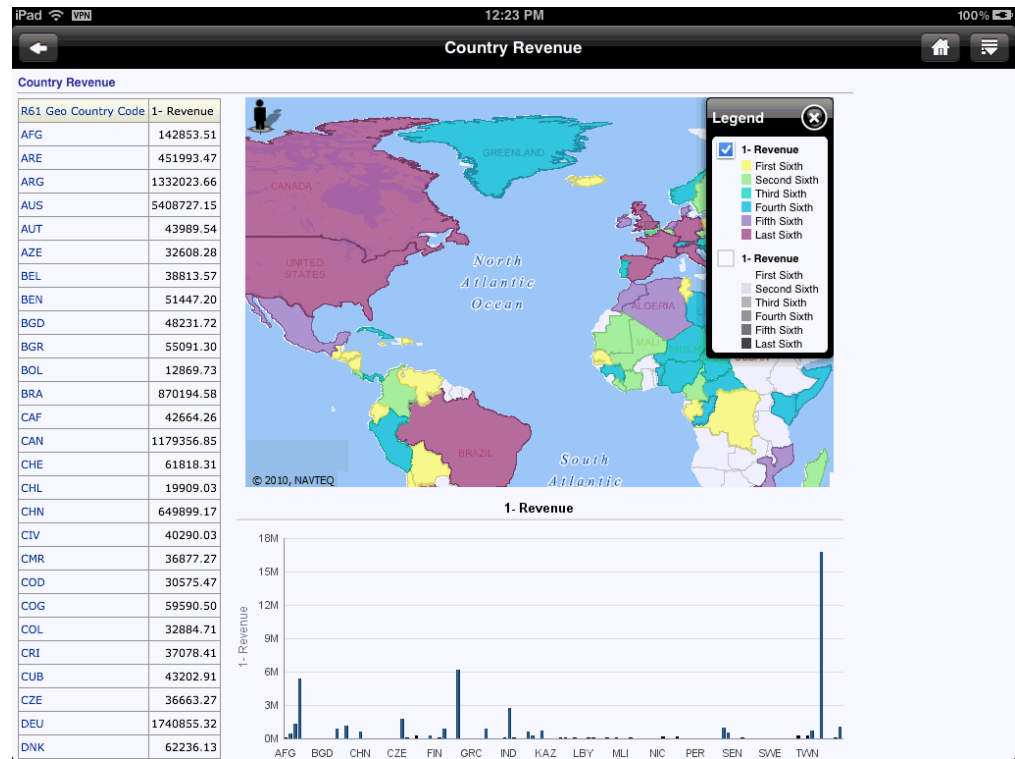 iPad VPN 12:23 PM 100%
Country Revenue
Country Revenue
R61 Geo Country Code 1- Revenue
AFG 142853.51
ARE 451993.47
ARG 1332023.66
AUS 5408727.15
AUT 43989.54
AZE 32608.28
BEL 38813.57
BEN 51447.20
BGD 48231.72
BGR 55091.30
BOL 12869.73
BRA 870194.58
CAF 42664.26
CAN 1179356.85
CHE 61818.31
CHL 19909.03
CHN 649899.17
CIV 40290.03
CMR 36877.27
COD 30575.47
COG 59590.50
COL 32884.71
CRI 37078.41
CUB 43202.91
CZE 36663.27
DEU 1740855.32
DNK 62236.13
GREENLAND
CANADA
UNITED
STATES
North
Atlantic
Ocean
ALGERIA
MALI
BRAZIL
South
Atlantic
© 2010, NAVTEQ
Legend
1- Revenue
First Sixth
Second Sixth
Third Sixth
Fourth Sixth
Fifth Sixth
Last Sixth
1- Revenue
First Sixth
Second Sixth
Third Sixth
Fourth Sixth
Fifth Sixth
Last Sixth
1- Revenue
1- Revenue
18M
15M
12M
9M
6M
3M
0M
AFG BGD CHN CZE FIN GRC IND KAZ LBY MLI NIC PER SEN SWE TWN